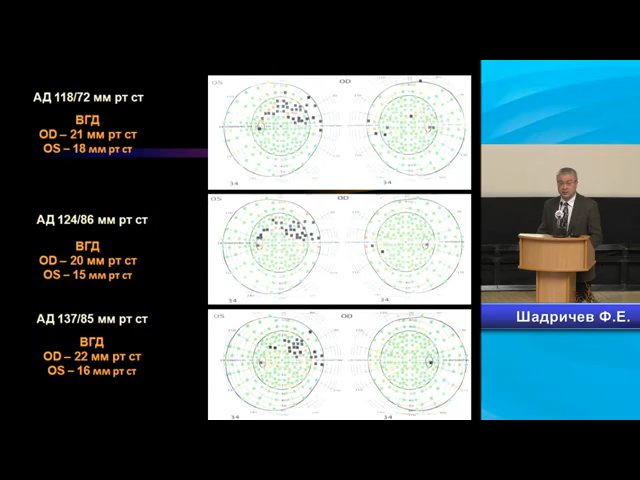 АД 118/72 мм рт ст
ВГД
OD – 21 мм рт ст
OS – 18 мм рт ст
OS
OD
34
АД 124/86 мм рт ст
ВГД
OD – 20 мм рт ст
OS – 15 мм рт ст
OS
OD
34
АД 137/85 мм рт ст
ВГД
OD – 22 мм рт ст
OS – 16 мм рт ст
OS
OD
34
Шадричев Ф.Е.